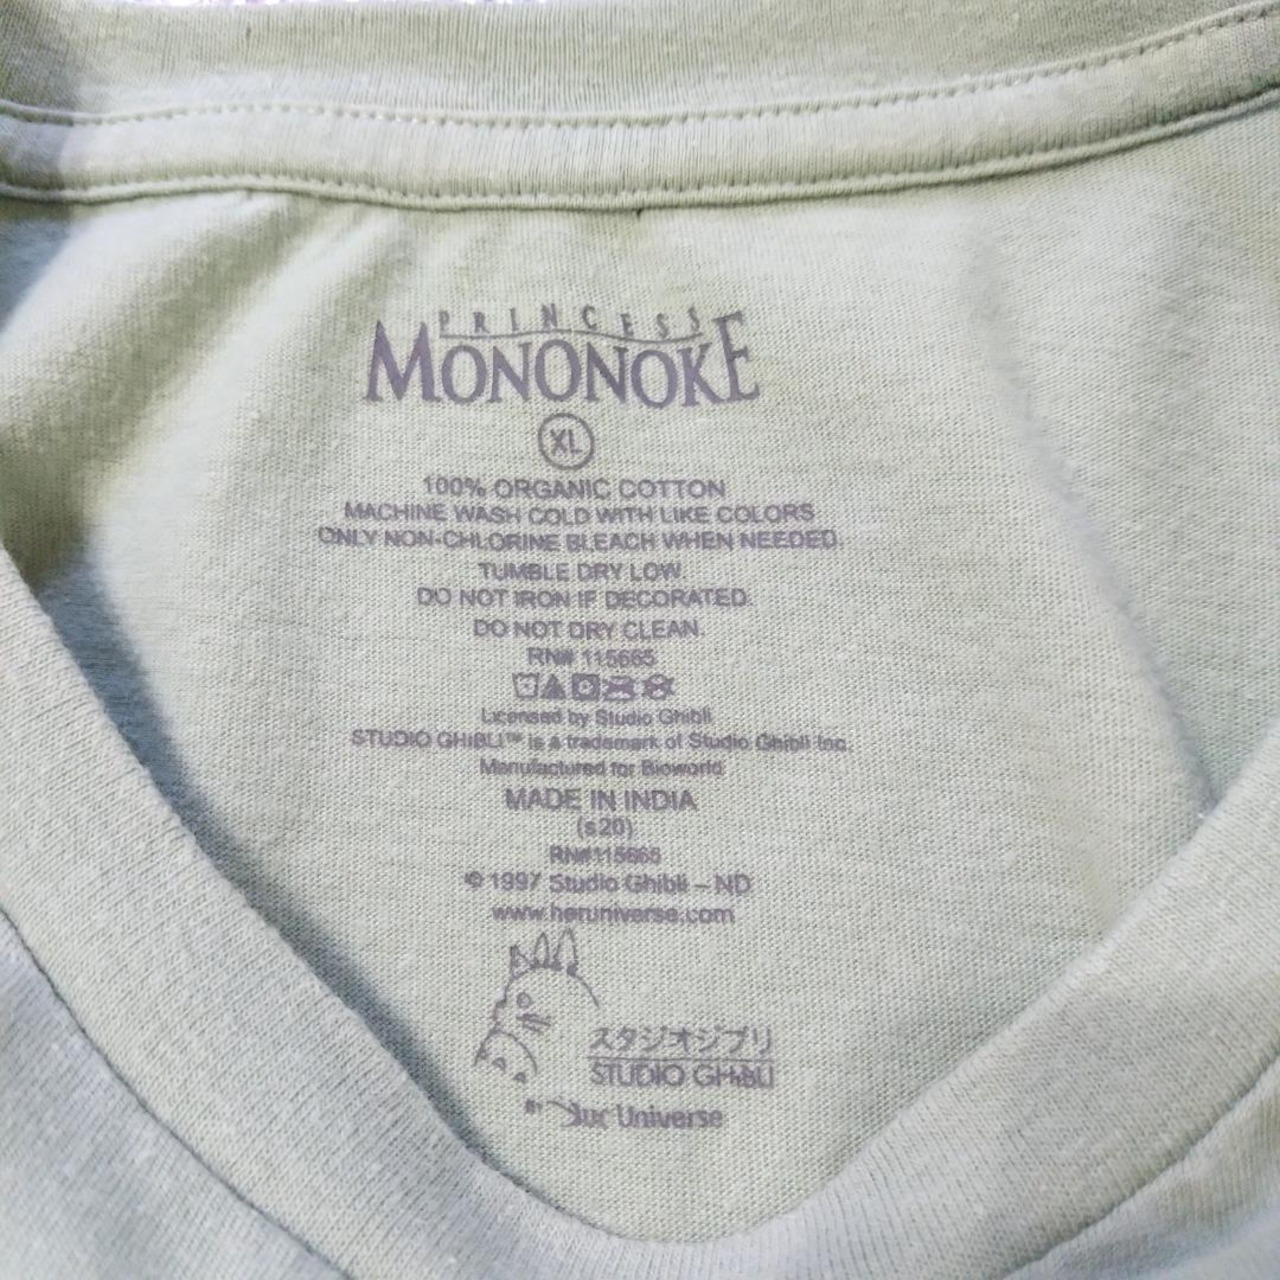 PRINCESS
MONONOKE
XL
100% ORGANIC COTTON
MACHINE WASH COLD WITH LIKE COLORS
ONLY NON-CHLORINE BLEACH WHEN NEEDED.
TUMBLE DRY LOW.
DO NOT IRON IF DECORATED.
DO NOT DRY CLEAN.
RN# 115665
Licensed by Studio Ghibli
STUDIO GHIBLI™ is a trademark of Studio Ghibli Inc.
Manufactured for Bioworld
MADE IN INDIA
(s20)
RN#115665
© 1997 Studio Ghibli – ND
www.heruniverse.com
スタジオジブリ
STUDIO GHIBLI
Universe